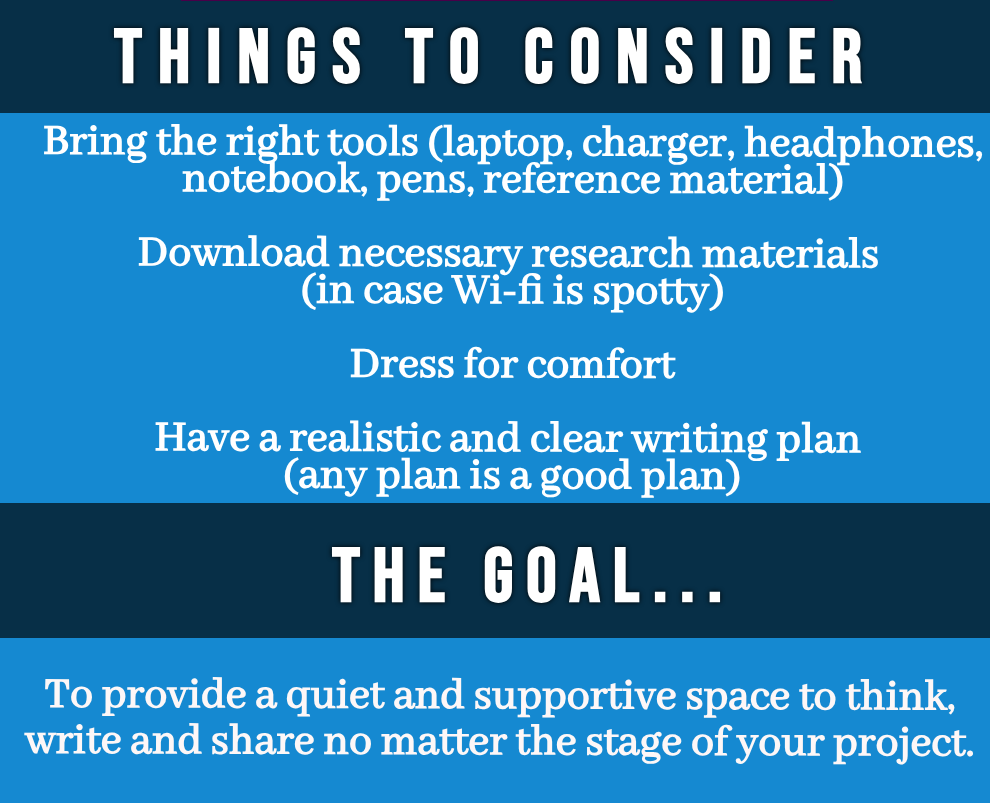 THINGS TO CONSIDER
Bring the right tools (laptop, charger, headphones,
notebook, pens, reference material)
Download necessary research materials
(in case Wi-fi is spotty)
Dress for comfort
Have a realistic and clear writing plan
(any plan is a good plan)
THE GOAL...
To provide a quiet and supportive space to think,
write and share no matter the stage of your project.